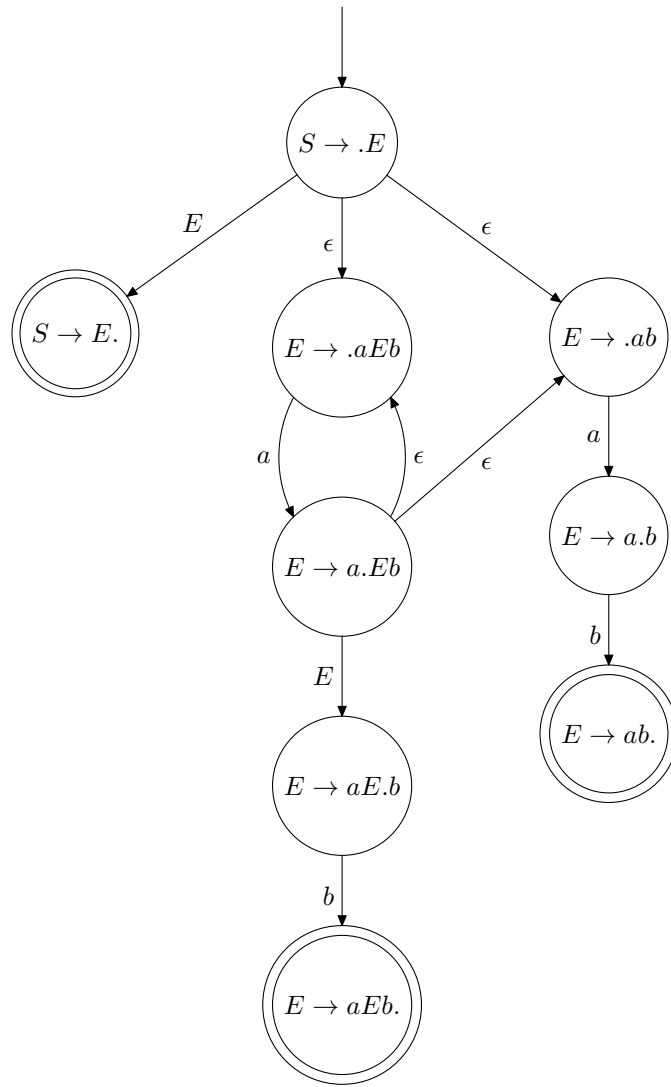 S → .E
E
ϵ
ϵ
S → E.
E → .aEb
E → .ab
a
ϵ
ϵ
a
E → a.b
E → a.Eb
b
E
E → ab.
E → aE.b
b
E → aEb.